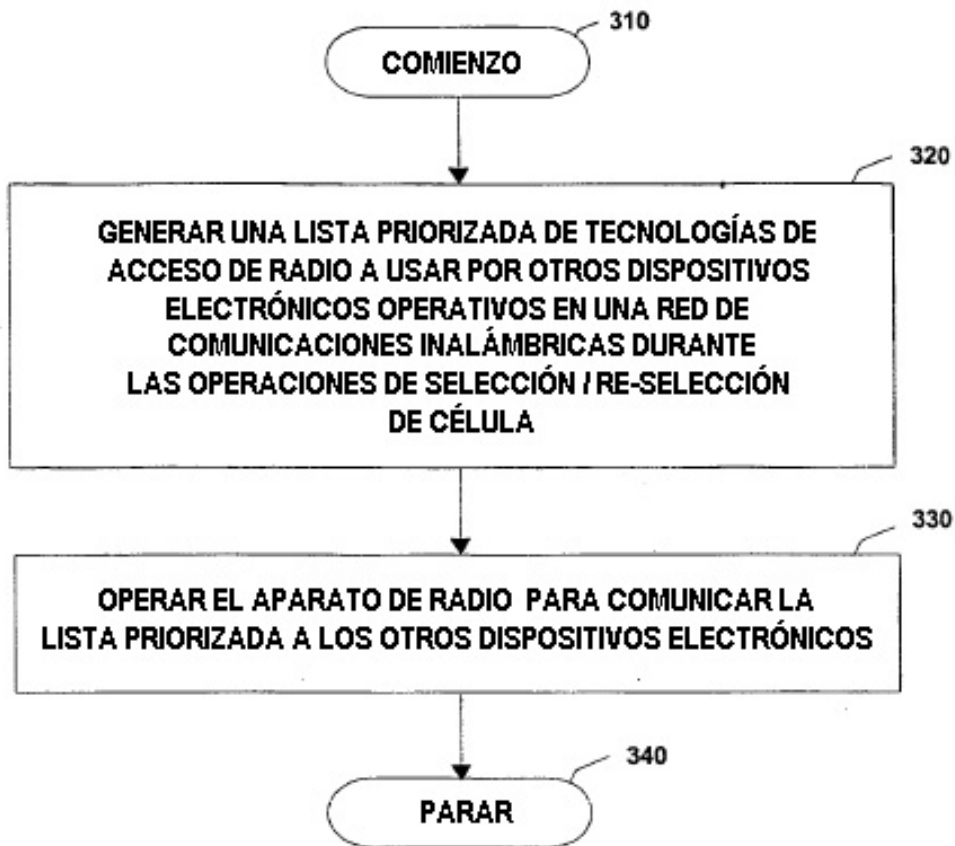 310
COMIENZO
320
GENERAR UNA LISTA PRIORIZADA DE TECNOLOGÍAS DE
ACCESO DE RADIO A USAR POR OTROS DISPOSITIVOS
ELECTRÓNICOS OPERATIVOS EN UNA RED DE
COMUNICACIONES INALÁMBRICAS DURANTE
LAS OPERACIONES DE SELECCIÓN / RE-SELECCIÓN
DE CÉLULA
330
OPERAR EL APARATO DE RADIO PARA COMUNICAR LA
LISTA PRIORIZADA A LOS OTROS DISPOSITIVOS ELECTRÓNICOS
340
PARAR